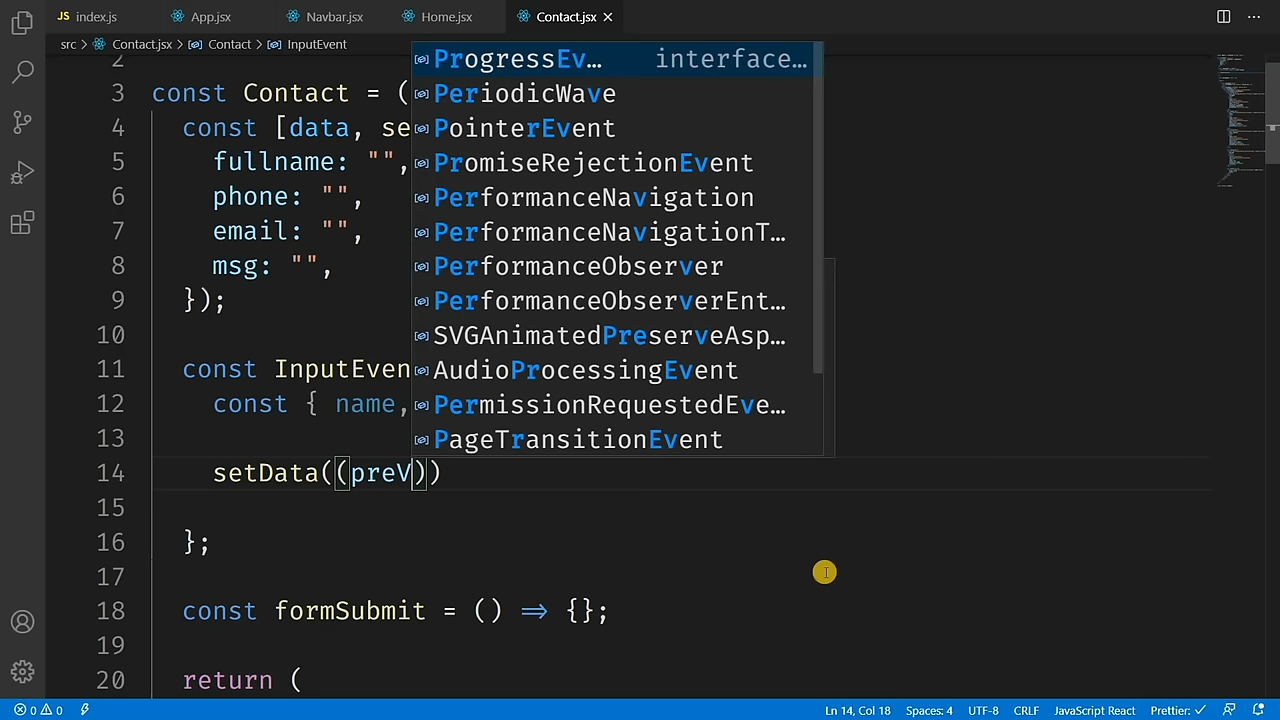 JS index.js App.jsx Navbar.jsx Home.jsx Contact.jsx
src > Contact.jsx > Contact > InputEvent
2
3 const Contact = (
4 const [data, se
5 fullname: "",
6 phone: "",
7 email: "",
8 msg: "",
9 });
10
11 const InputEven
12 const { name,
13
14 setData((preV))
15
16 };
17
18 const formSubmit = () => {};
19
20 return (
ProgressEv… interface…
PeriodicWave
PointerEvent
PromiseRejectionEvent
PerformanceNavigation
PerformanceNavigationT…
PerformanceObserver
PerformanceObserverEnt…
SVGAnimatedPreserveAsp…
AudioProcessingEvent
PermissionRequestedEve…
PageTransitionEvent
0 0 Ln 14, Col 18 Spaces: 4 UTF-8 CRLF JavaScript React Prettier: ✓